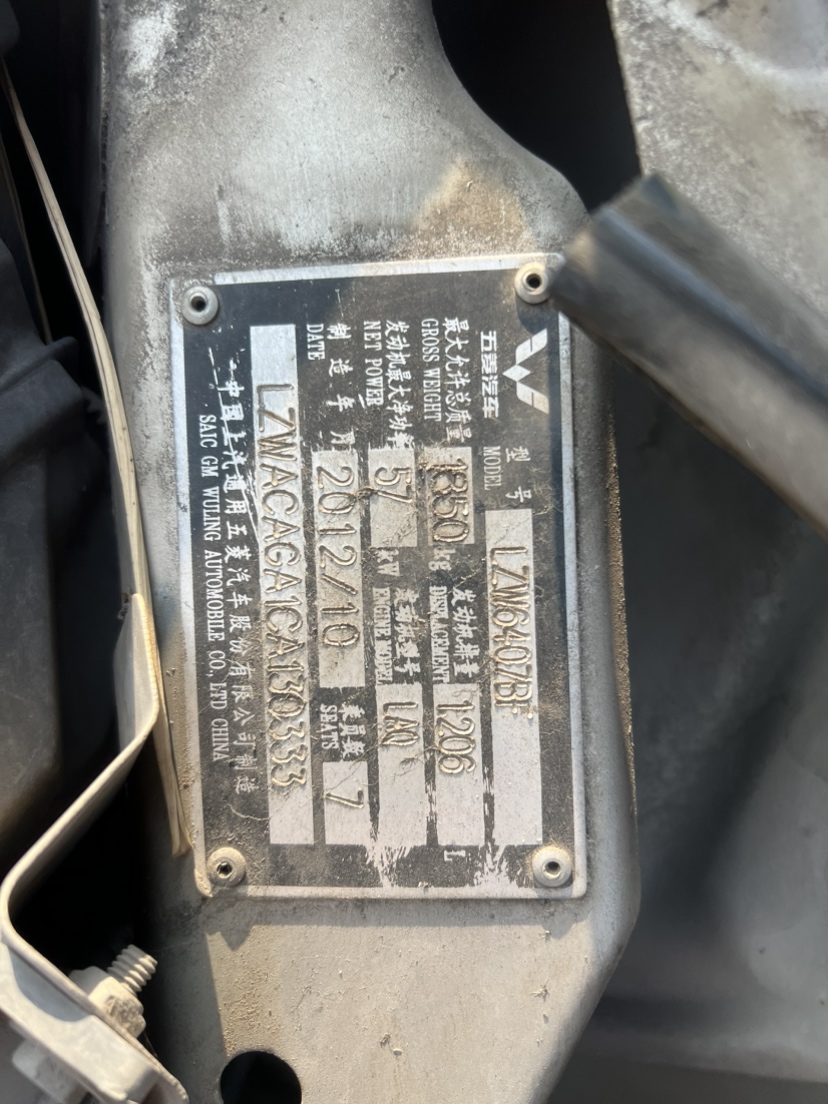 五菱汽车
型号 MODEL LZW6407BF
最大允许总质量 GROSS WEIGHT 1850 kg 发动机排量 DISPLACEMENT 1.206 L
发动机最大净功率 NET POWER 57 kW 发动机型号 ENGINE MODEL LAQ
制造年月 DATE 2012/10 乘员数 SEATS 7
LZWACAGA1CA130333
中国上汽通用五菱汽车股份有限公司制造
SAIC GM WULING AUTOMOBILE CO., LTD CHINA